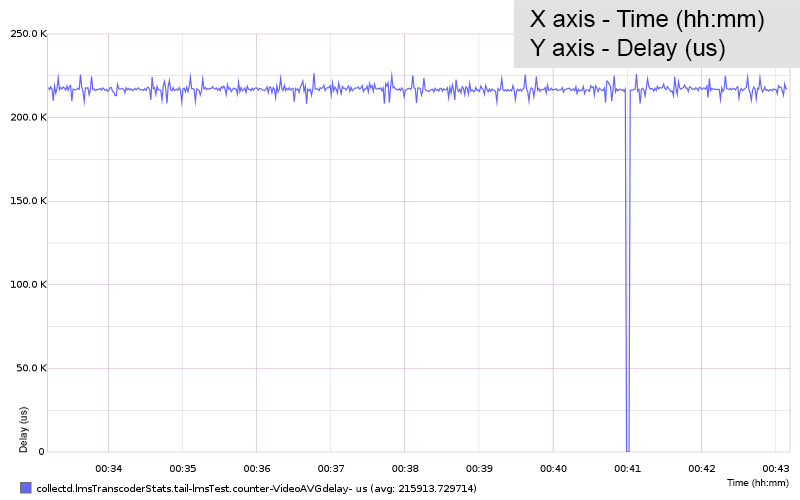 X axis - Time (hh:mm)
Y axis - Delay (us)
250.0 K
200.0 K
150.0 K
100.0 K
50.0 K
0
Delay (us)
00:34 00:35 00:36 00:37 00:38 00:39 00:40 00:41 00:42 00:43
Time (hh:mm)
collectd.lmsTranscoderStats.tail-lmsTest.counter-VideoAVGdelay- us (avg: 215913.729714)